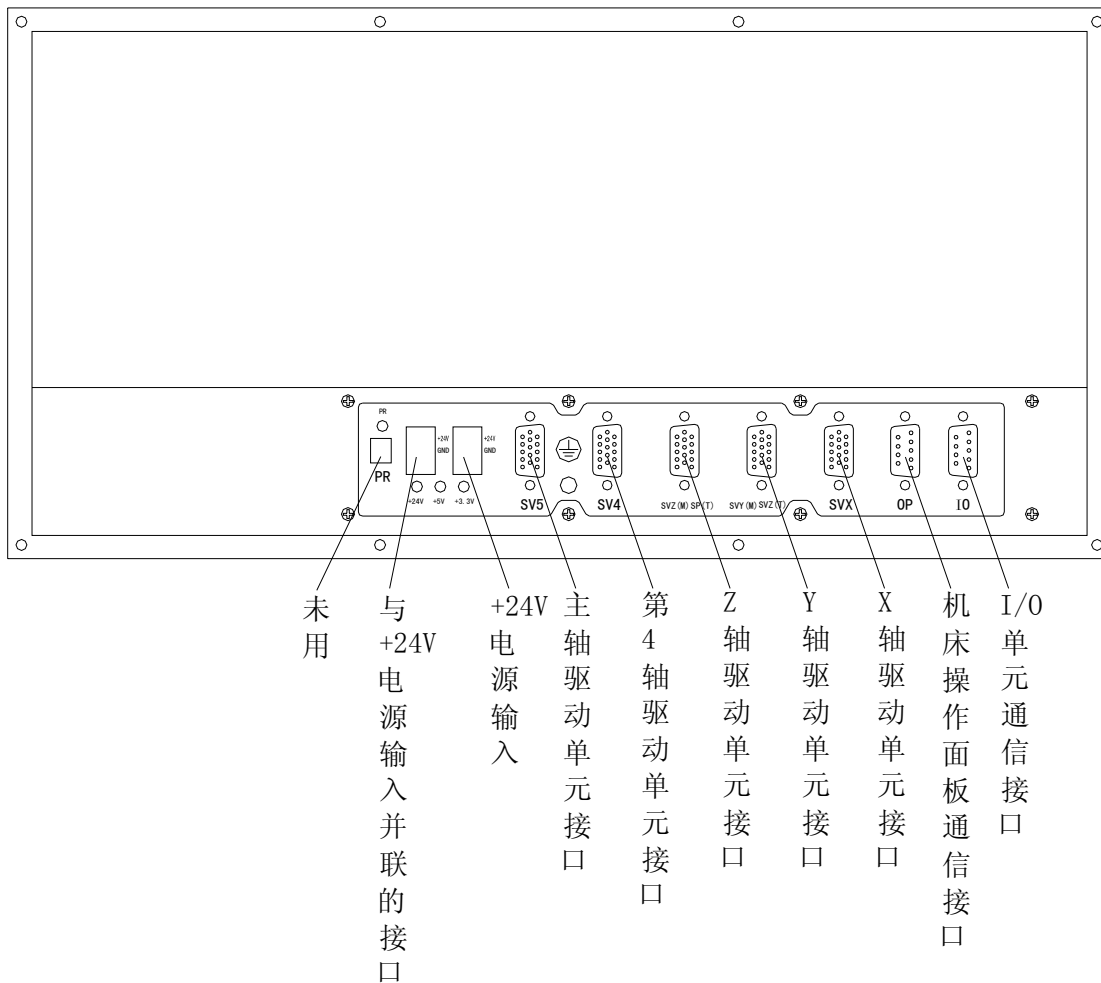 PR
+24V
GND
+24V
GND
PR
+24V
+5V
+3.3V
SV5
SV4
SVZ(M) SP(T)
SVY(M) SVZ(T)
SVX
OP
IO
未用
与+24V电源输入并联的接口
+24V电源输入
主轴驱动单元接口
第4轴驱动单元接口
Z轴驱动单元接口
Y轴驱动单元接口
X轴驱动单元接口
机床操作面板通信接口
I/O单元通信接口